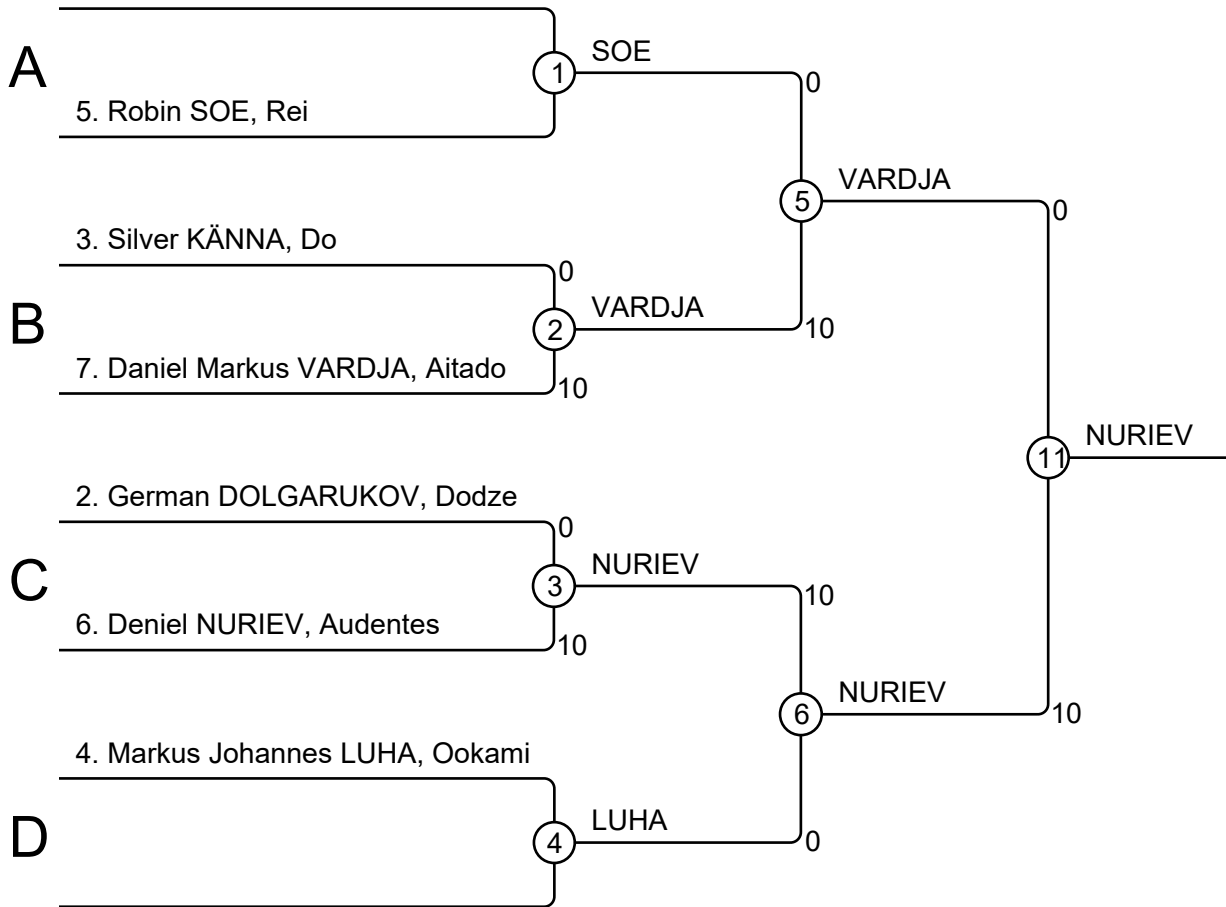 A
1
SOE
0
5. Robin SOE, Rei
5
VARDJA
0
3. Silver KÄNNA, Do
0
B
2
VARDJA
10
7. Daniel Markus VARDJA, Aitado
10
11
NURIEV
2. German DOLGARUKOV, Dodze
0
C
3
NURIEV
10
6. Deniel NURIEV, Audentes
10
6
NURIEV
10
4. Markus Johannes LUHA, Ookami
D
4
LUHA
0